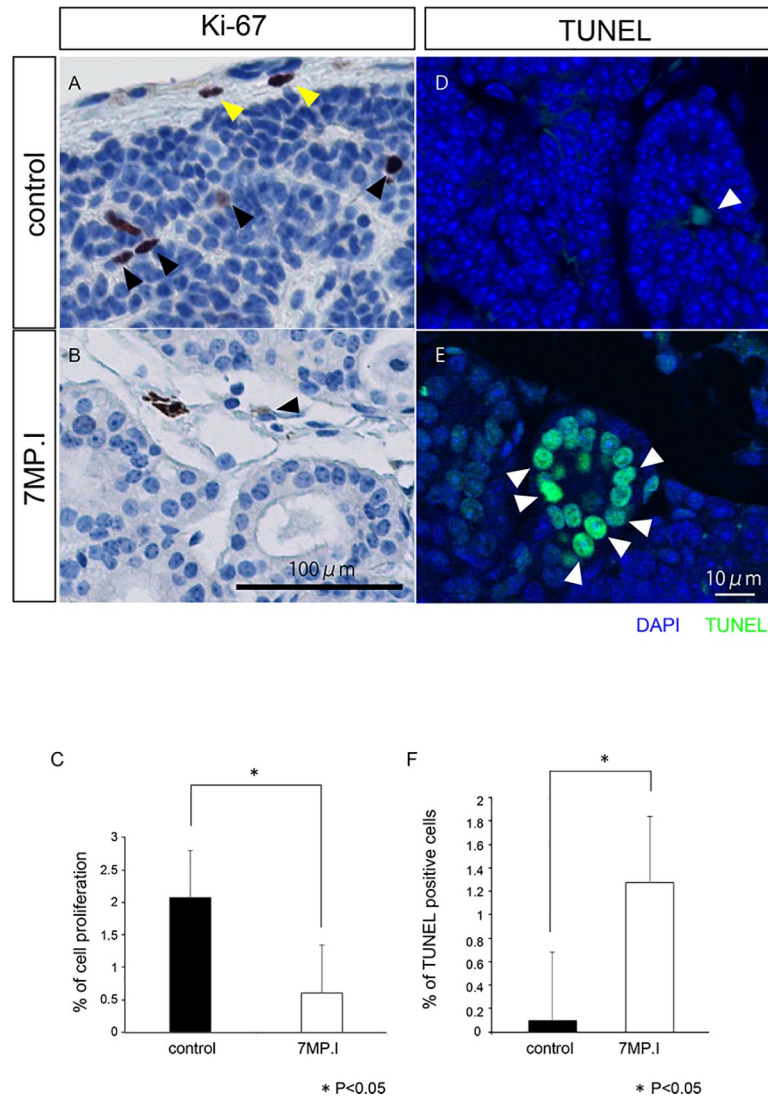 Ki-67
TUNEL
control
7MP.I
A
D
B
E
100 μm
10 μm
DAPI TUNEL
C
*
% of cell proliferation
3
2.5
2
1.5
1
0.5
0
control
7MP.I
* P<0.05
F
*
% of TUNEL positive cells
2
1.8
1.6
1.4
1.2
1
0.8
0.6
0.4
0.2
0
control
7MP.I
* P<0.05